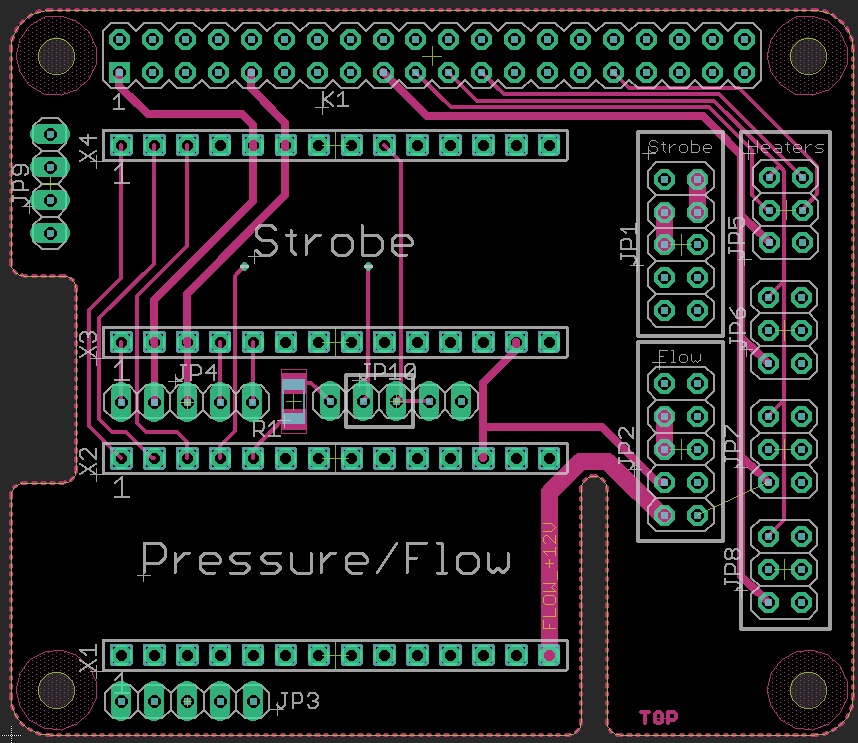 K1
1
X4
1
JP9
Strobe
Heaters
Strobe
JP1
JP5
X3
1
JP4
JP10
JP6
Flow
R1
X2
1
JP2
JP7
Pressure/Flow
FLOW +12V
JP8
X1
1
JP3
TOP